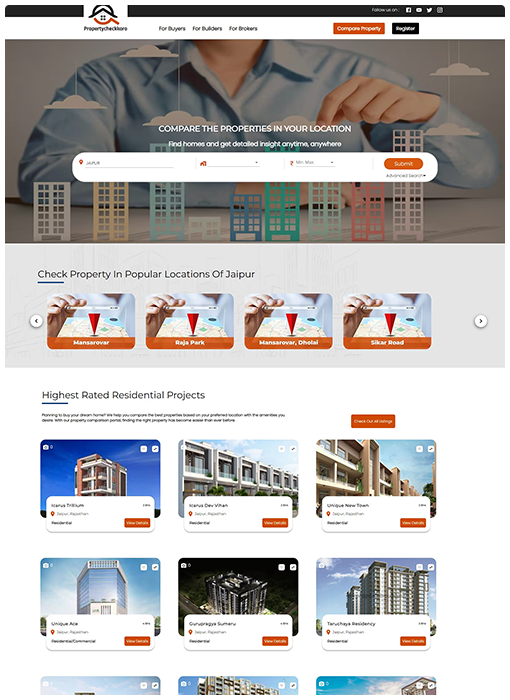 Follow us on :
Propertycheckkaro
For Buyers For Builders For Brokers
Compare Property Register
COMPARE THE PROPERTIES IN YOUR LOCATION
Find homes and get detailed insight anytime, anywhere
JAIPUR
₹ Min. Max
Submit
Advanced Search
Check Property In Popular Locations Of Jaipur
Mansarovar Raja Park Mansarovar, Dholai Sikar Road
Highest Rated Residential Projects
Planning to buy your dream home? We help you compare the best properties based on your preferred location with the amenities you
desire. With our property comparison portal, finding the right property has become easier than ever before.
Check Out All Listings
Icarus Trillium Icarus Dev Vihan Unique New Town
Jaipur, Rajasthan Jaipur, Rajasthan Jaipur, Rajasthan
Residential View Details Residential View Details Residential View Details
Unique Ace Gurupragya Sumeru Taruchaya Residency
Jaipur, Rajasthan Jaipur, Rajasthan Jaipur, Rajasthan
Residential/Commercial View Details Residential View Details Residential View Details